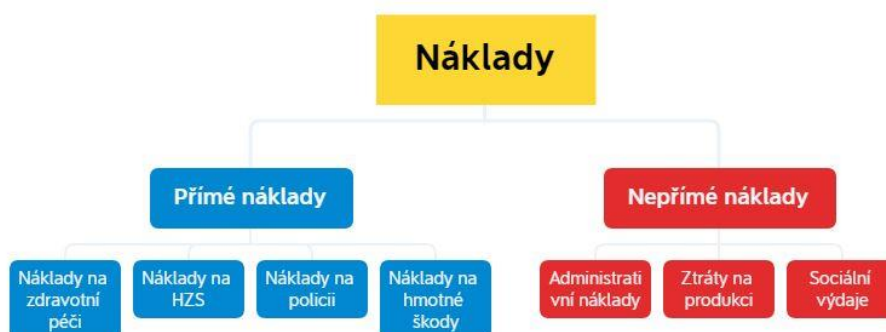 Náklady
Přímé náklady
Nepřímé náklady
Náklady na
zdravotní
péči
Náklady na
HZS
Náklady na
policii
Náklady na
hmotné
škody
Administrati
vní náklady
Ztráty na
produkci
Sociální
výdaje